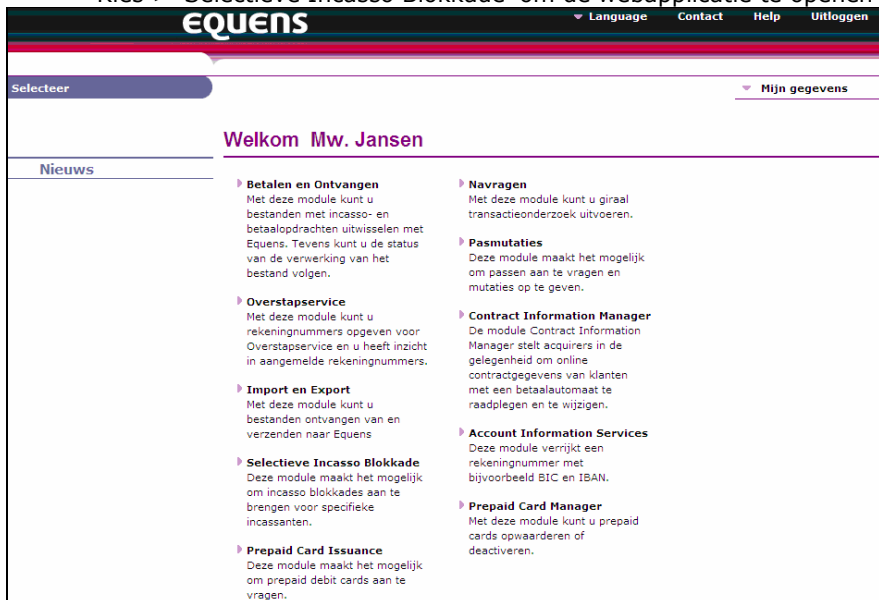 Kies > "Selectieve Incasso Blokkade" om de webapplicatie te openen
EQUENS
Language Contact Help Uitloggen
Selecteer
Mijn gegevens
Welkom Mw. Jansen
Nieuws
Betalen en Ontvangen
Met deze module kunt u
bestanden met incasso- en
betaalopdrachten uitwisselen met
Equens. Tevens kunt u de status
van de verwerking van het
bestand volgen.
Overstapservice
Met deze module kunt u
rekeningnummers opgeven voor
Overstapservice en u heeft inzicht
in aangemelde rekeningnummers.
Import en Export
Met deze module kunt u
bestanden ontvangen van en
verzenden naar Equens
Selectieve Incasso Blokkade
Deze module maakt het mogelijk
om incasso blokkades aan te
brengen voor specifieke
incassanten.
Prepaid Card Issuance
Deze module maakt het mogelijk
om prepaid debit cards aan te
vragen.
Navragen
Met deze module kunt u giraal
transactieonderzoek uitvoeren.
Pasmutaties
Deze module maakt het mogelijk
om passen aan te vragen en
mutaties op te geven.
Contract Information Manager
De module Contract Information
Manager stelt acquirers in de
gelegenheid om online
contractgegevens van klanten
met een betaalautomaat te
raadplegen en te wijzigen.
Account Information Services
Deze module verrijkt een
rekeningnummer met
bijvoorbeeld BIC en IBAN.
Prepaid Card Manager
Met deze module kunt u prepaid
cards opwaarderen of
deactiveren.